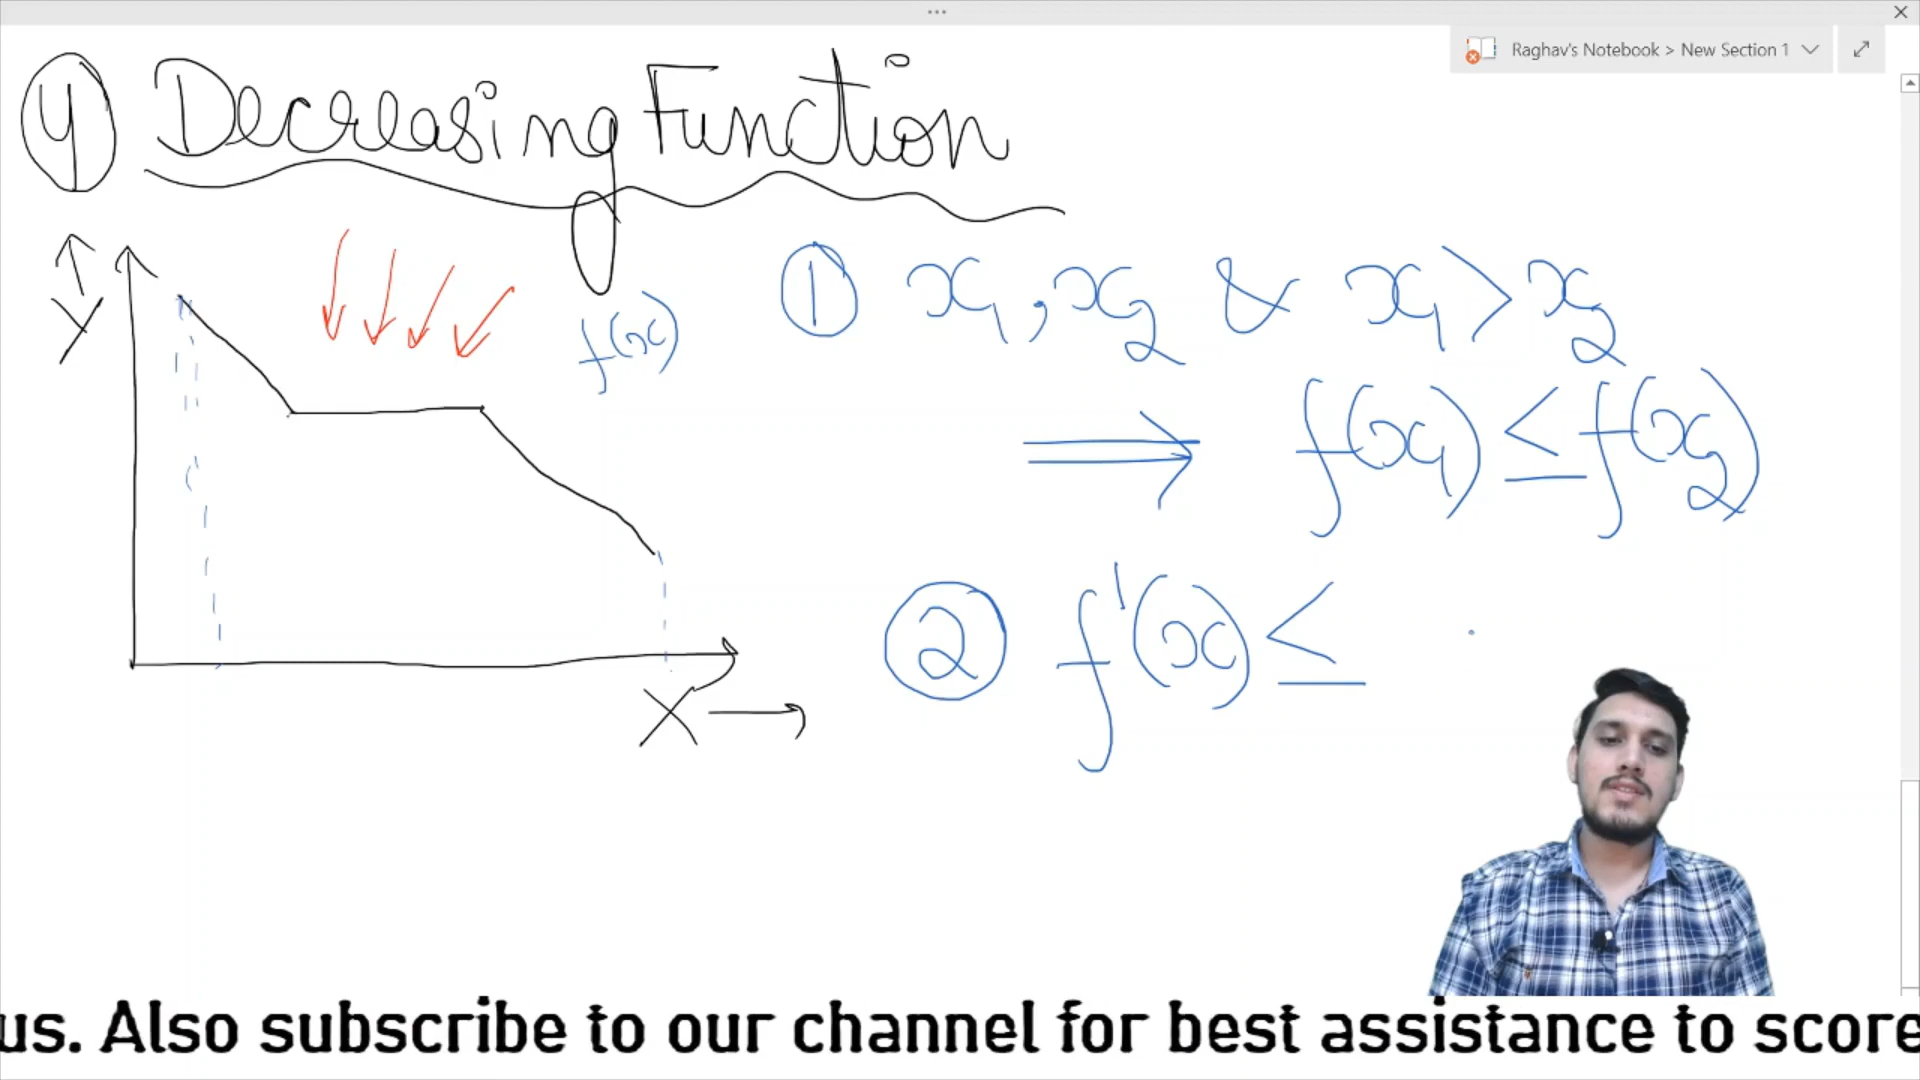 Raghav's Notebook > New Section 1
④ Decreasing Function
Y
f(x)
① x₁, x₂ & x₁ > x₂
⟹ f(x₁) ≤ f(x₂)
② f'(x) ≤
X →
us. Also subscribe to our channel for best assistance to score